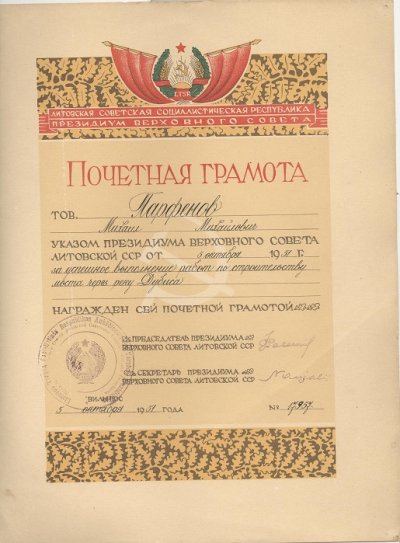 LTSR
ЛИТОВСКАЯ СОВЕТСКАЯ СОЦИАЛИСТИЧЕСКАЯ РЕСПУБЛИКА
ПРЕЗИДИУМ ВЕРХОВНОГО СОВЕТА
ПОЧЕТНАЯ ГРАМОТА
ТОВ. Парфенов
Михаил Михайлович
УКАЗОМ ПРЕЗИДИУМА ВЕРХОВНОГО СОВЕТА
ЛИТОВСКОЙ ССР ОТ 5 октября 1951 г.
за успешное выполнение работ по строительству
моста через реку Дубиса
НАГРАЖДЕН СЕЙ ПОЧЕТНОЙ ГРАМОТОЙ
ПРЕДСЕДАТЕЛЬ ПРЕЗИДИУМА
ВЕРХОВНОГО СОВЕТА ЛИТОВСКОЙ ССР
СЕКРЕТАРЬ ПРЕЗИДИУМА
ВЕРХОВНОГО СОВЕТА ЛИТОВСКОЙ ССР
ВИЛЬНЮС
5 октября 1951 ГОДА №